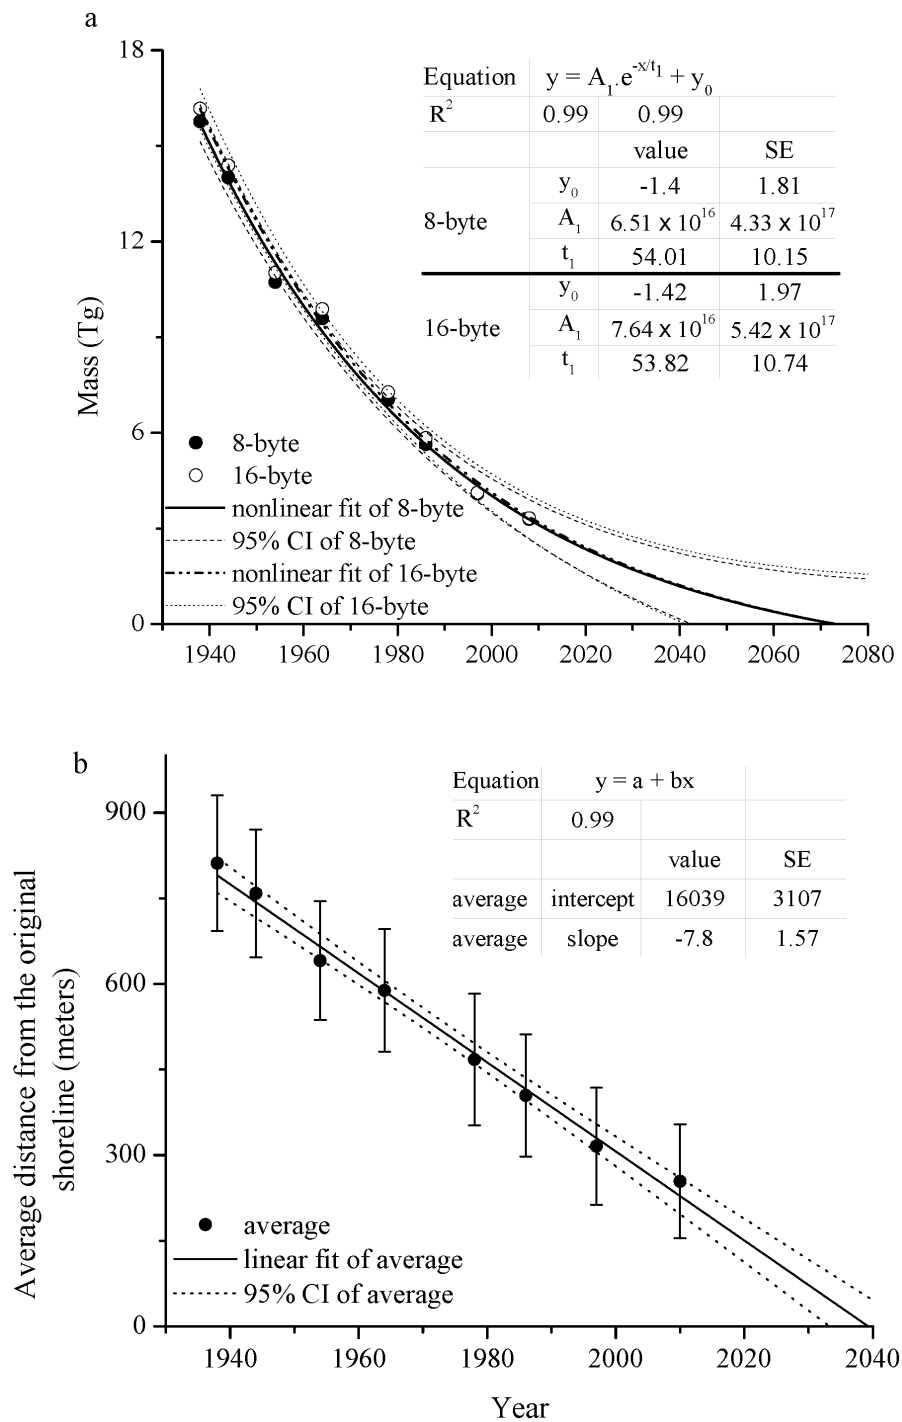 a
18
12
6
0
Mass (Tg)
Equation y = A₁.e^-x/t₁ + y₀
R² 0.99 0.99
value SE
8-byte
y₀ -1.4 1.81
A₁ 6.51 x 10¹⁶ 4.33 x 10¹⁷
t₁ 54.01 10.15
16-byte
y₀ -1.42 1.97
A₁ 7.64 x 10¹⁶ 5.42 x 10¹⁷
t₁ 53.82 10.74
8-byte
16-byte
nonlinear fit of 8-byte
95% CI of 8-byte
nonlinear fit of 16-byte
95% CI of 16-byte
1940 1960 1980 2000 2020 2040 2060 2080
b
900
600
300
0
Average distance from the original
shoreline (meters)
Equation y = a + bx
R² 0.99
value SE
average intercept 16039 3107
average slope -7.8 1.57
average
linear fit of average
95% CI of average
1940 1960 1980 2000 2020 2040
Year